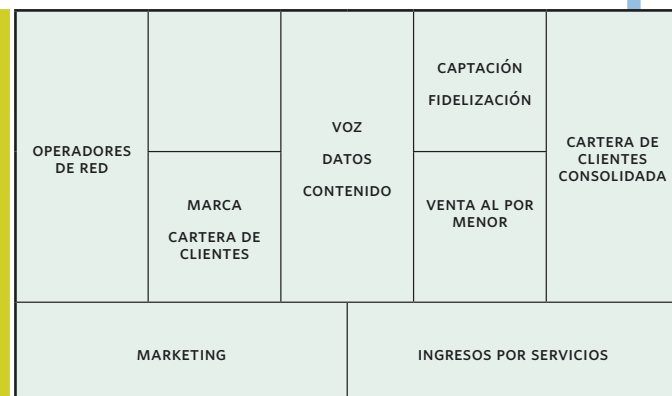 OPERADORES
DE RED
MARCA
CARTERA DE
CLIENTES
VOZ
DATOS
CONTENIDO
CAPTACIÓN
FIDELIZACIÓN
VENTA AL POR
MENOR
CARTERA DE
CLIENTES
CONSOLIDADA
MARKETING
INGRESOS POR SERVICIOS